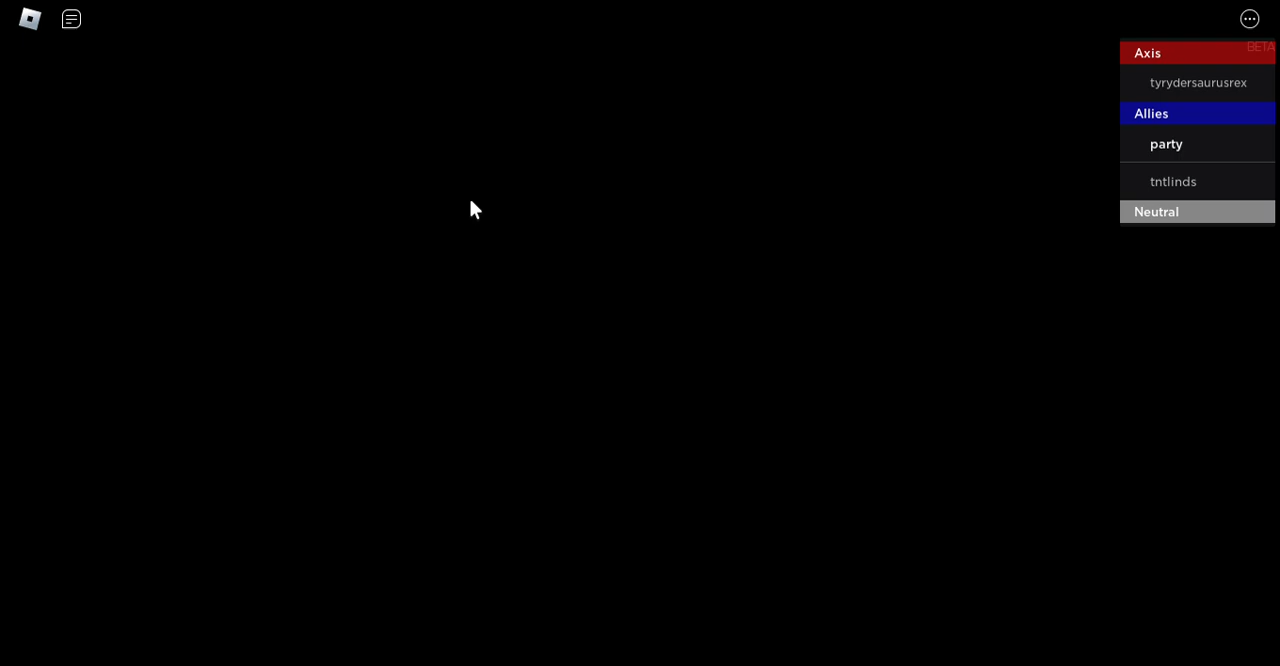 BETA
Axis
tyrydersaurusrex
Allies
party
tntlinds
Neutral